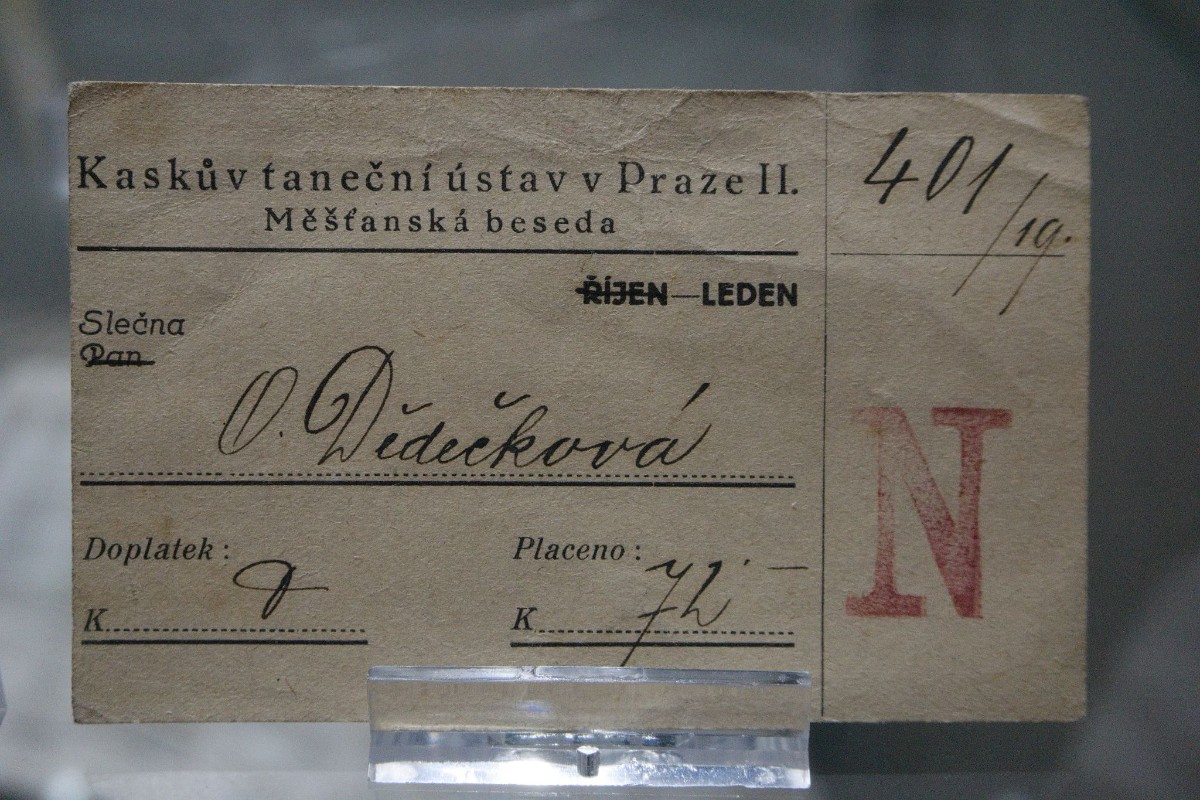 Kaskův taneční ústav v Praze II.
Měšťanská beseda
401/19.
ŘÍJEN—LEDEN
Slečna
Pan
O. Dědečková
N
Doplatek :
Placeno :
K
K 72·—